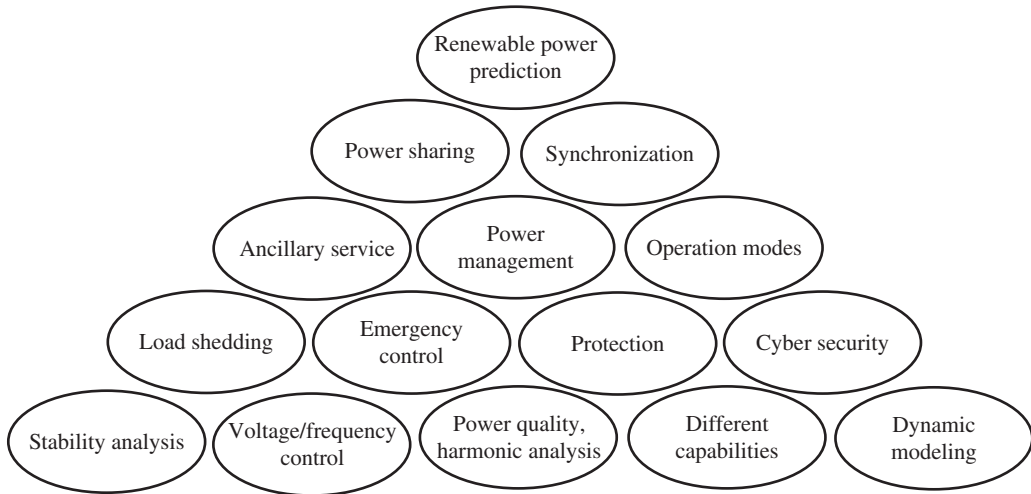 Renewable power
prediction
Power sharing
Synchronization
Ancillary service
Power
management
Operation modes
Load shedding
Emergency
control
Protection
Cyber security
Stability analysis
Voltage/frequency
control
Power quality,
harmonic analysis
Different
capabilities
Dynamic
modeling